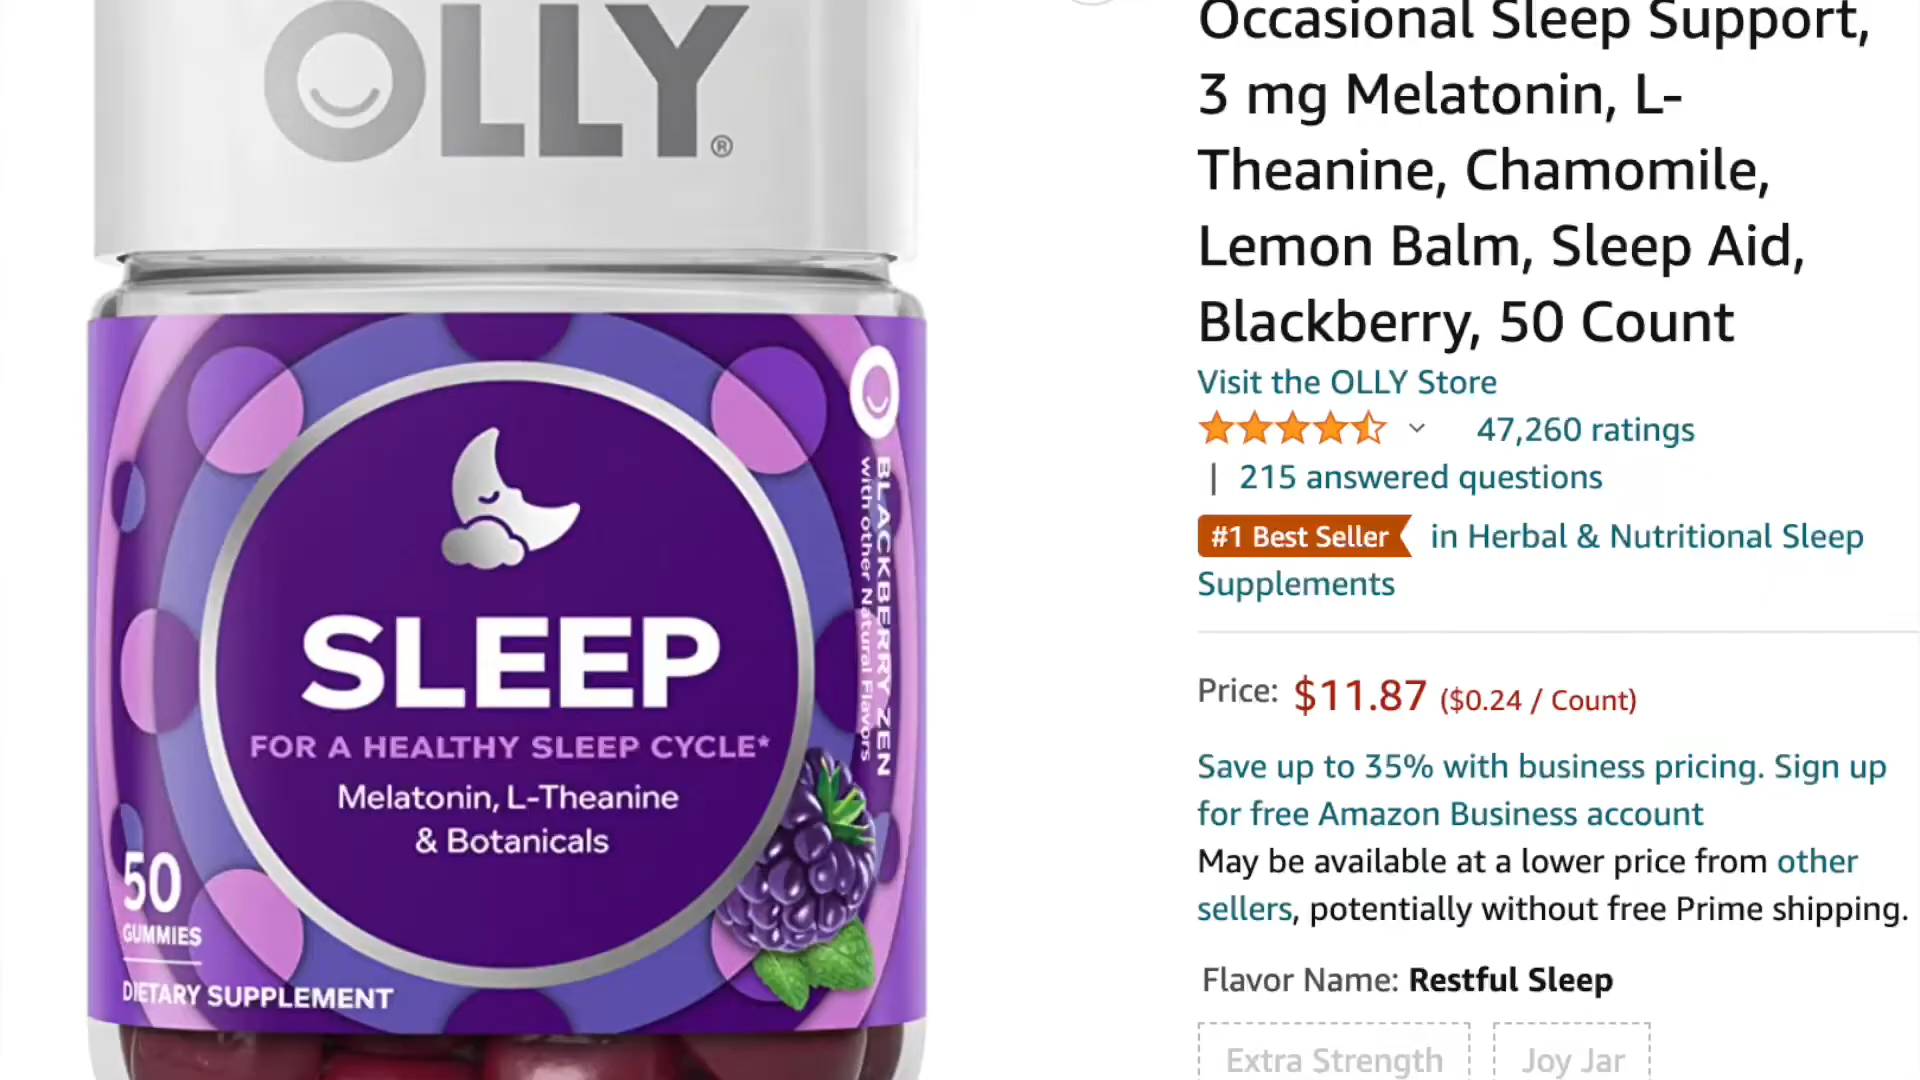 OLLY®
BLACKBERRY ZEN
with other Natural Flavors
SLEEP
FOR A HEALTHY SLEEP CYCLE*
Melatonin, L-Theanine
& Botanicals
50
GUMMIES
DIETARY SUPPLEMENT
Occasional Sleep Support,
3 mg Melatonin, L-
Theanine, Chamomile,
Lemon Balm, Sleep Aid,
Blackberry, 50 Count
Visit the OLLY Store
47,260 ratings
| 215 answered questions
#1 Best Seller in Herbal & Nutritional Sleep
Supplements
Price: $11.87 ($0.24 / Count)
Save up to 35% with business pricing. Sign up
for free Amazon Business account
May be available at a lower price from other
sellers, potentially without free Prime shipping.
Flavor Name: Restful Sleep
Extra Strength Joy Jar